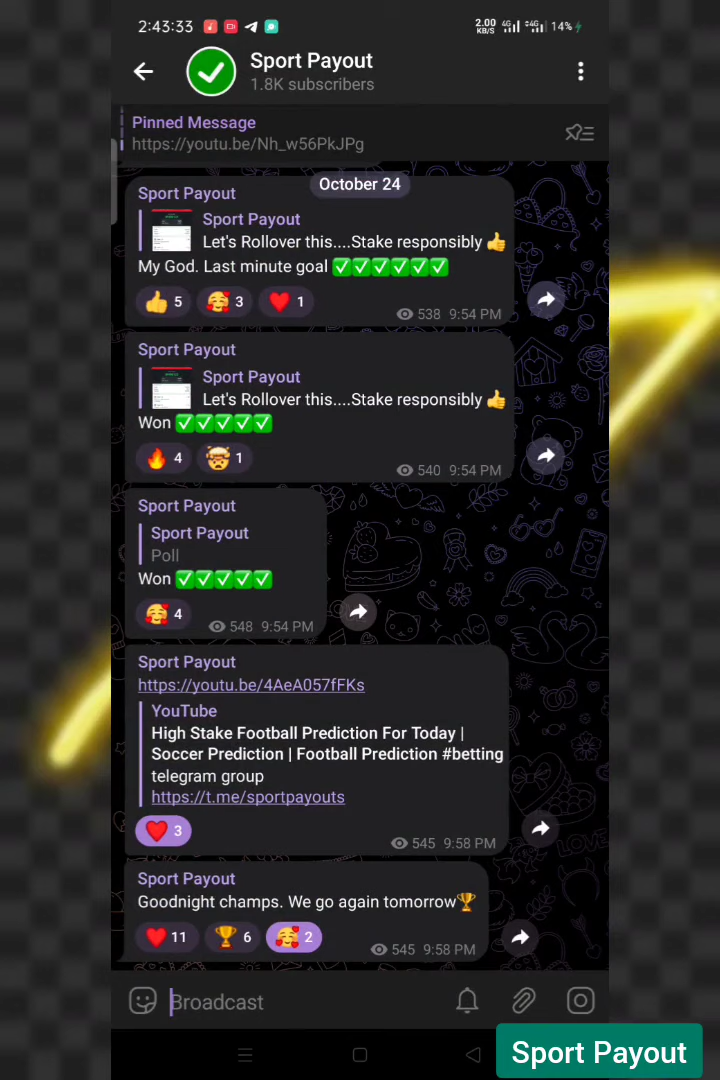 2:43:33
2.00 KB/S 4G 4G 14%
Sport Payout
1.8K subscribers
Pinned Message
https://youtu.be/Nh_w56PkJPg
October 24
Sport Payout
Sport Payout
Let's Rollover this....Stake responsibly 👍
My God. Last minute goal ✅✅✅✅✅✅
👍 5 🥰 3 ❤️ 1
538 9:54 PM
Sport Payout
Sport Payout
Let's Rollover this....Stake responsibly 👍
Won ✅✅✅✅✅
🔥 4 🤯 1
540 9:54 PM
Sport Payout
Sport Payout
Poll
Won ✅✅✅✅✅
🥰 4
548 9:54 PM
Sport Payout
https://youtu.be/4AeA057fFKs
YouTube
High Stake Football Prediction For Today |
Soccer Prediction | Football Prediction #betting
telegram group
https://t.me/sportpayouts
❤️ 3
545 9:58 PM
Sport Payout
Goodnight champs. We go again tomorrow🏆
❤️ 11 🏆 6 🥰 2
545 9:58 PM
Broadcast
Sport Payout